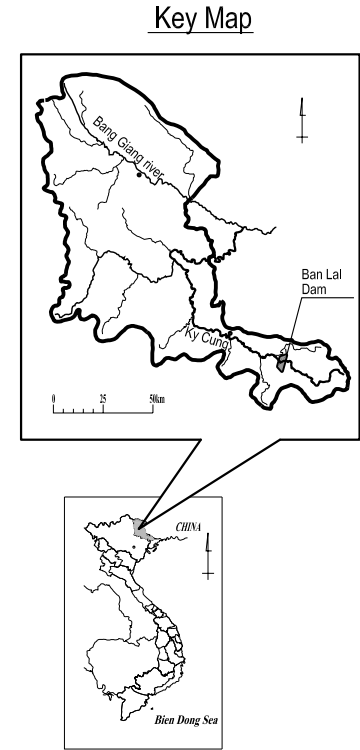 Key Map
Bang Giang river
Ban Lal
Dam
Ky Cung
0 25 50km
CHINA
Bien Dong Sea